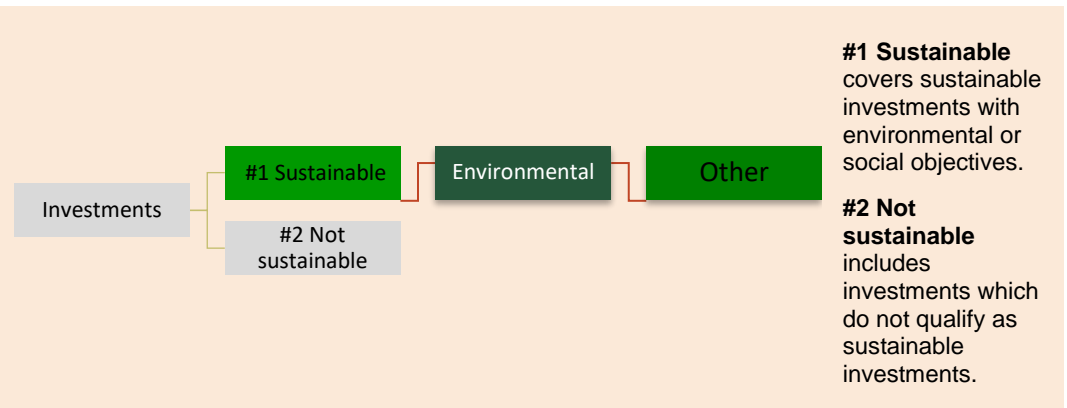 Investments
#1 Sustainable
#2 Not
sustainable
Environmental
Other
#1 Sustainable
covers sustainable
investments with
environmental or
social objectives.
#2 Not
sustainable
includes
investments which
do not qualify as
sustainable
investments.